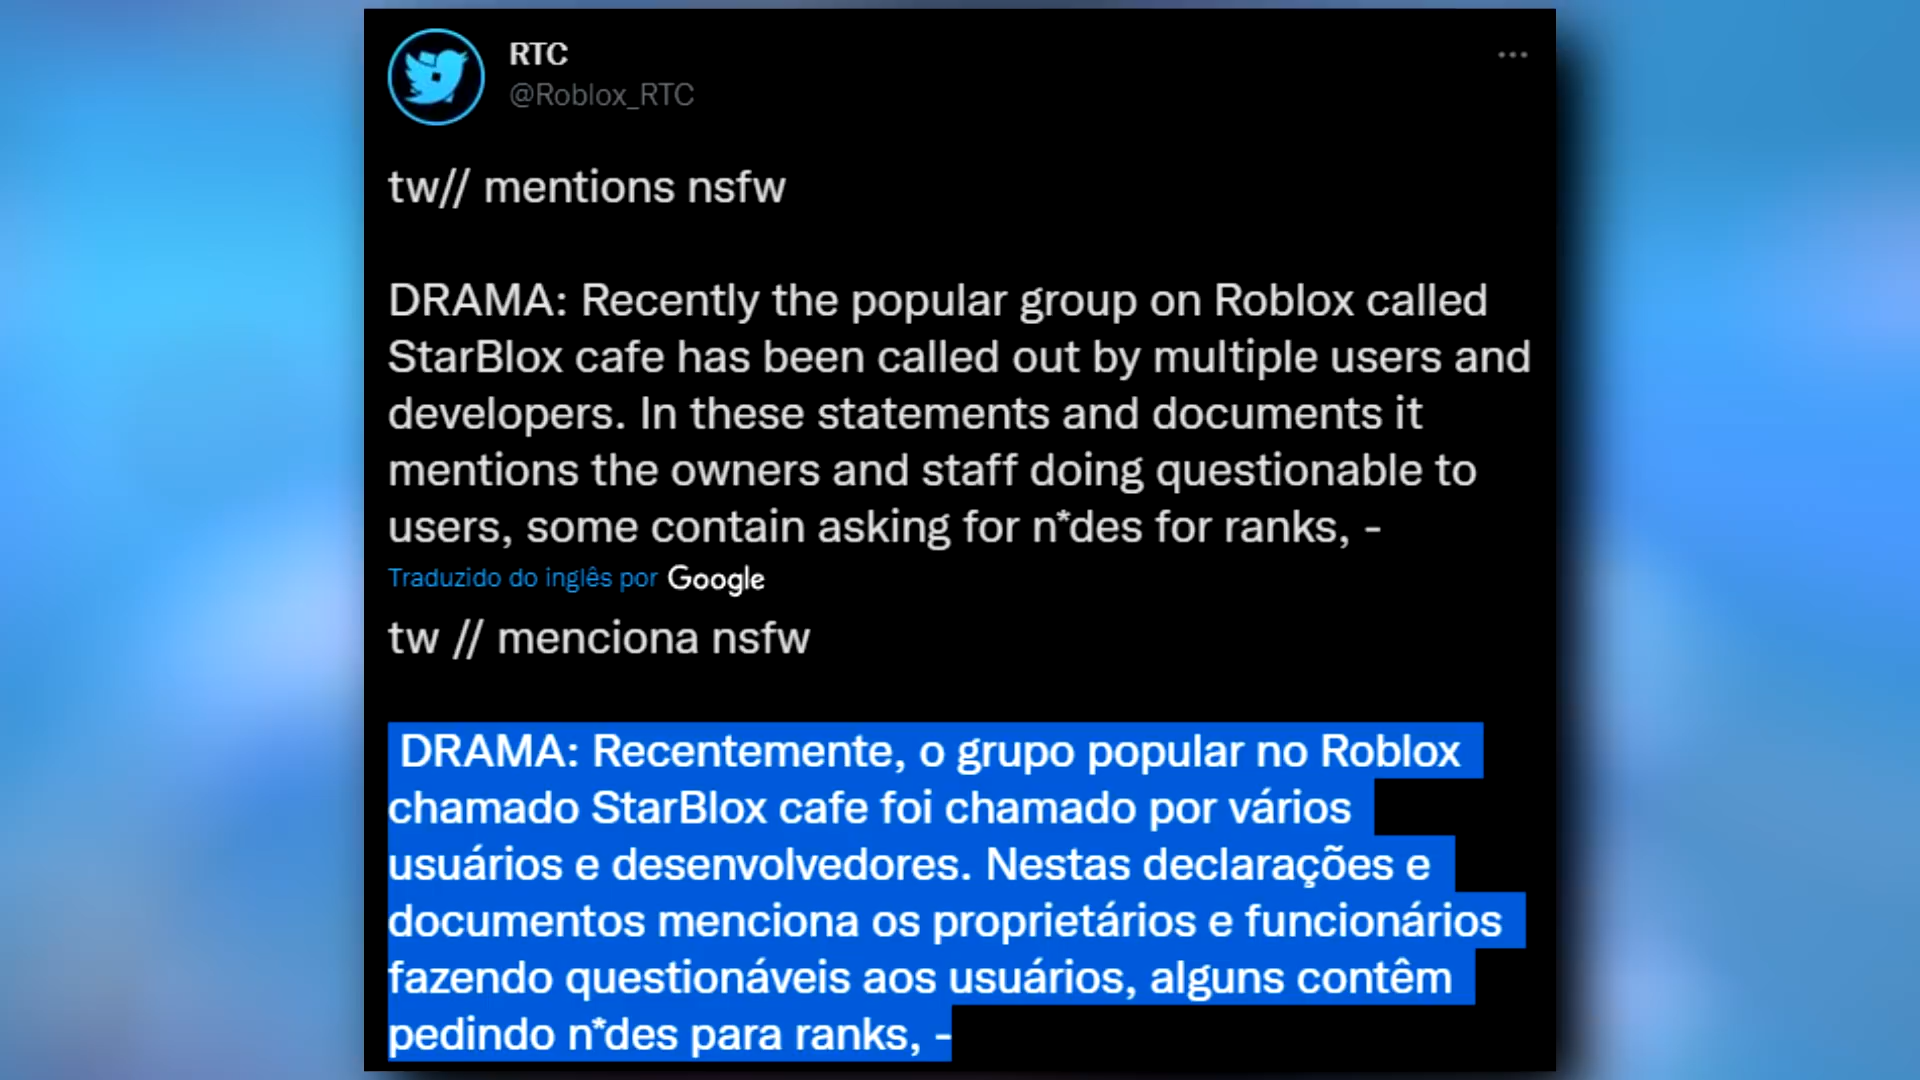 RTC
@Roblox_RTC
tw// mentions nsfw
DRAMA: Recently the popular group on Roblox called
StarBlox cafe has been called out by multiple users and
developers. In these statements and documents it
mentions the owners and staff doing questionable to
users, some contain asking for n*des for ranks, -
Traduzido do inglês por Google
tw // menciona nsfw
DRAMA: Recentemente, o grupo popular no Roblox
chamado StarBlox cafe foi chamado por vários
usuários e desenvolvedores. Nestas declarações e
documentos menciona os proprietários e funcionários
fazendo questionáveis aos usuários, alguns contêm
pedindo n*des para ranks, -